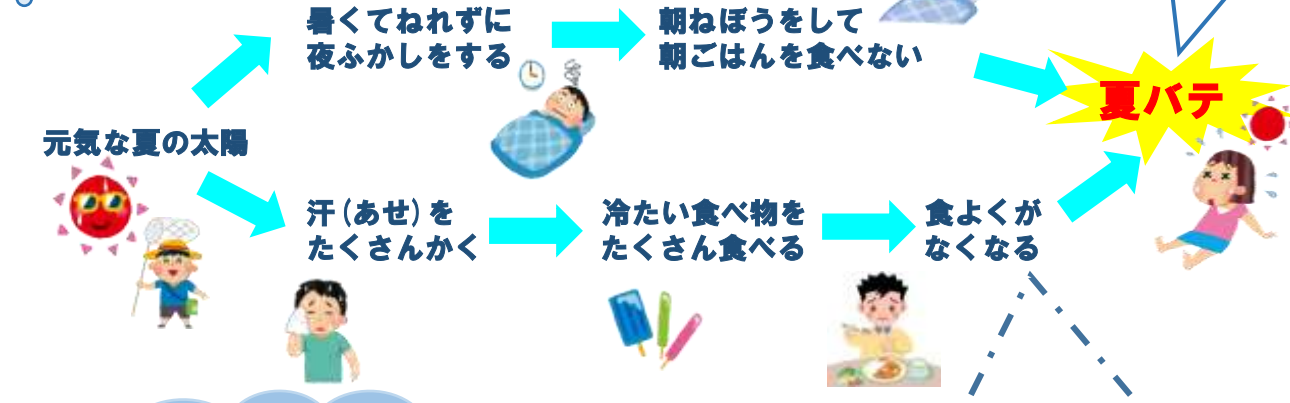 暑くてねれずに
夜ふかしをする
朝ねぼうをして
朝ごはんを食べない
夏バテ
元気な夏の太陽
汗(あせ)を
たくさんかく
冷たい食べ物を
たくさん食べる
食よくが
なくなる